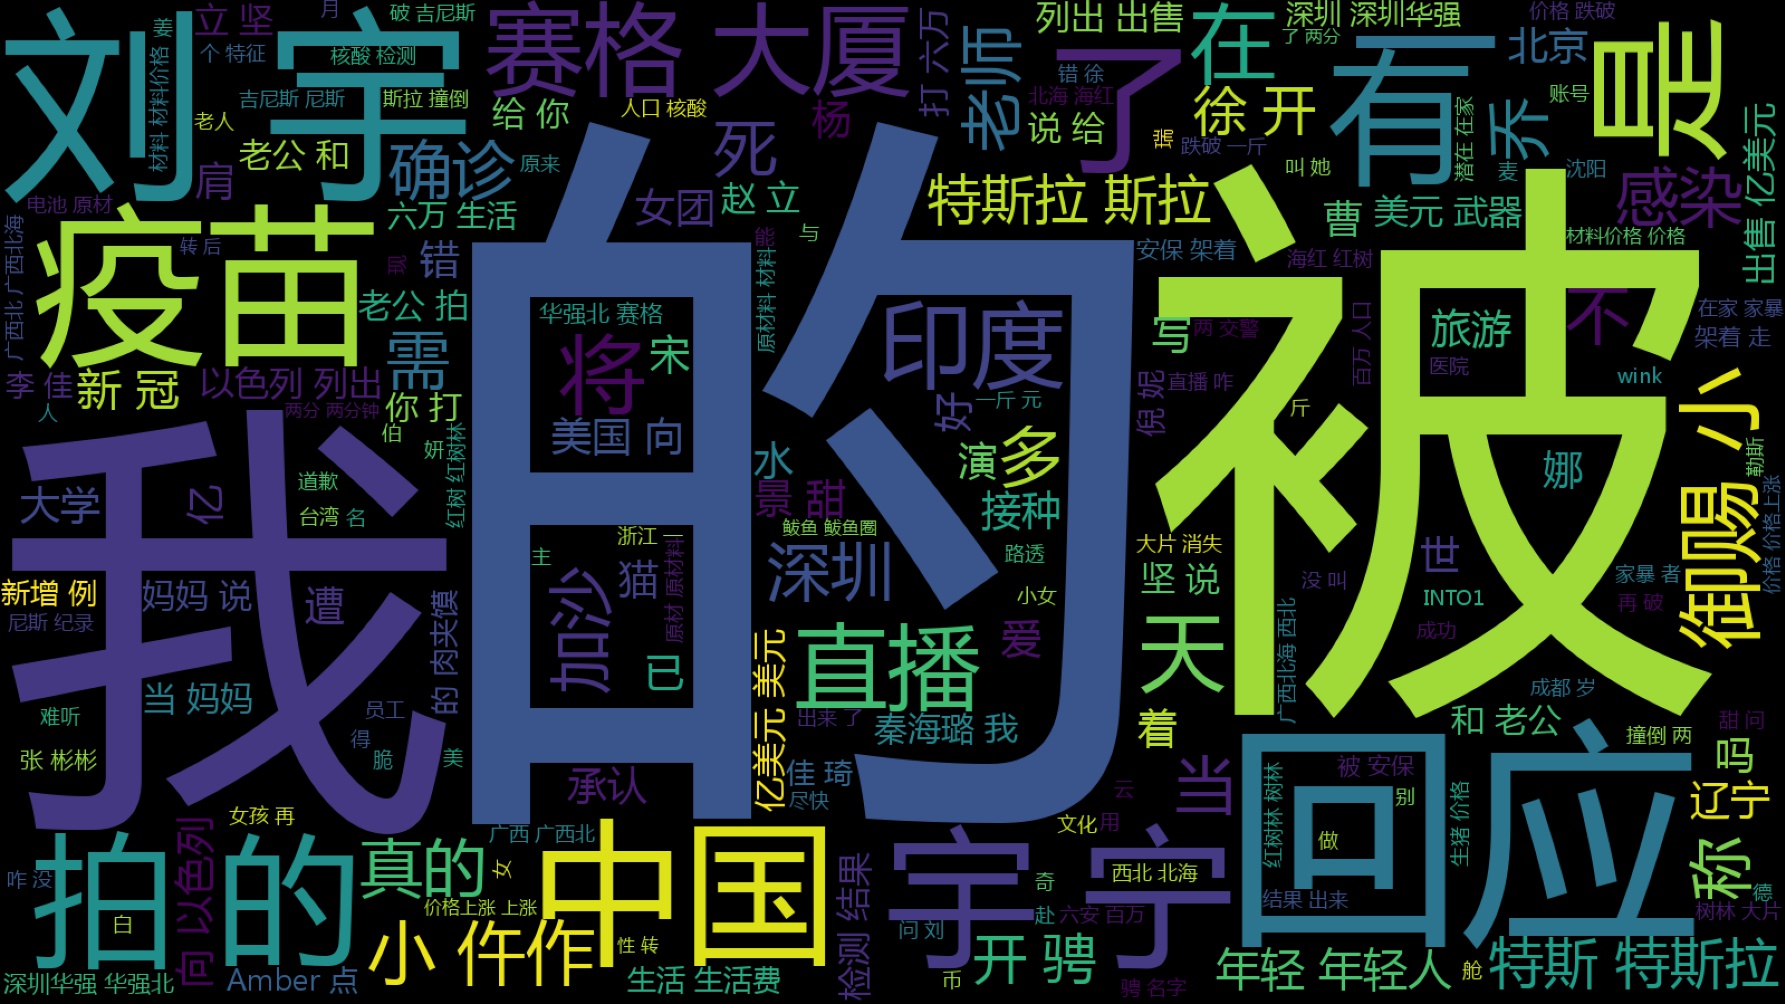 立 坚
月
破 吉尼斯
赛格 大厦
列出 出售
在
深圳 深圳华强
价格 跌破
刘 宇
个 特征
核酸 检测
材料 材料价格
姜
吉尼斯 尼斯
斯拉 撞倒
老人
给 你
人口 核酸
杨
打 六万
老师
了
错 徐
北海 海红
说 给
了 两分
徐 开
有
北京
是
账号
乔
潜在 在家
跌破 一斤
叫 她
麦
沈阳
亿美元
出售
老公 和
确诊
原来
死
肩
女团
赵 立
特斯拉 斯拉
曹
美元 武器
感染
电池 原材
疫苗
六万 生活
转 后
广西北 广西北海
现
错
能
与
安保 架着
海红 红树
材料价格 价格
老公 拍
需
华强北 赛格
原材料 材料
将
宋
印度
写
两 交警
百万 人口
旅游
不
在家 家暴
架着 走
李 佳
新 冠
以色列 列出
人
两分 两分钟
你 打
伯
妍
美国 向
好
一斤 元
倪 妮
直播 咋
医院
wink
斤
小
御赐
我
的
被
红树 红树林
水
演
多
娜
勒斯
大学
亿
道歉
台湾
名
景 甜
接种
鲅鱼 鲅鱼圈
价格 价格上涨
浙江 一
主
加沙
猫
原材 原材料
深圳
路透
大片 消失
坚 说
没 叫
世
INTO1
家暴 者
再 破
成功
新增 例
尼斯 纪录
妈妈 说
遭
的 肉夹馍
小女
直播
爱
天
广西北海 西北
已
亿美元 美元
当 妈妈
难听
员工
得
脆
美
张 彬彬
出来 了
秦海璐 我
着
成都 岁
和 老公
撞倒 两
甜 问
吗
承认
佳 琦
尽快
当
云
回应
被 安保
红树林 树林
别
生猪 价格
辽宁
女孩 再
广西 广西北
文化
用
拍
的
向 以色列
真的
女
中国
宇
宁
做
称
咋 没
白
价格上涨 上涨
检测 结果
奇
西北 北海
结果 出来
德
树林 大片
小 仵作
性 转
问 刘
赴
六安 百万
深圳华强 华强北
Amber 点
生活 生活费
币
开 骋
骋 名字
年轻 年轻人
舱
特斯 特斯拉